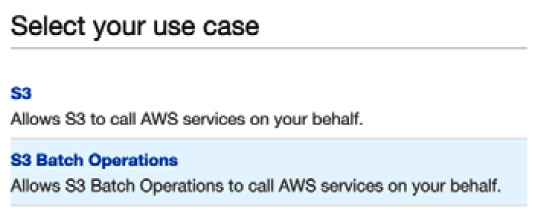 Select your use case
S3
Allows S3 to call AWS services on your behalf.
S3 Batch Operations
Allows S3 Batch Operations to call AWS services on your behalf.